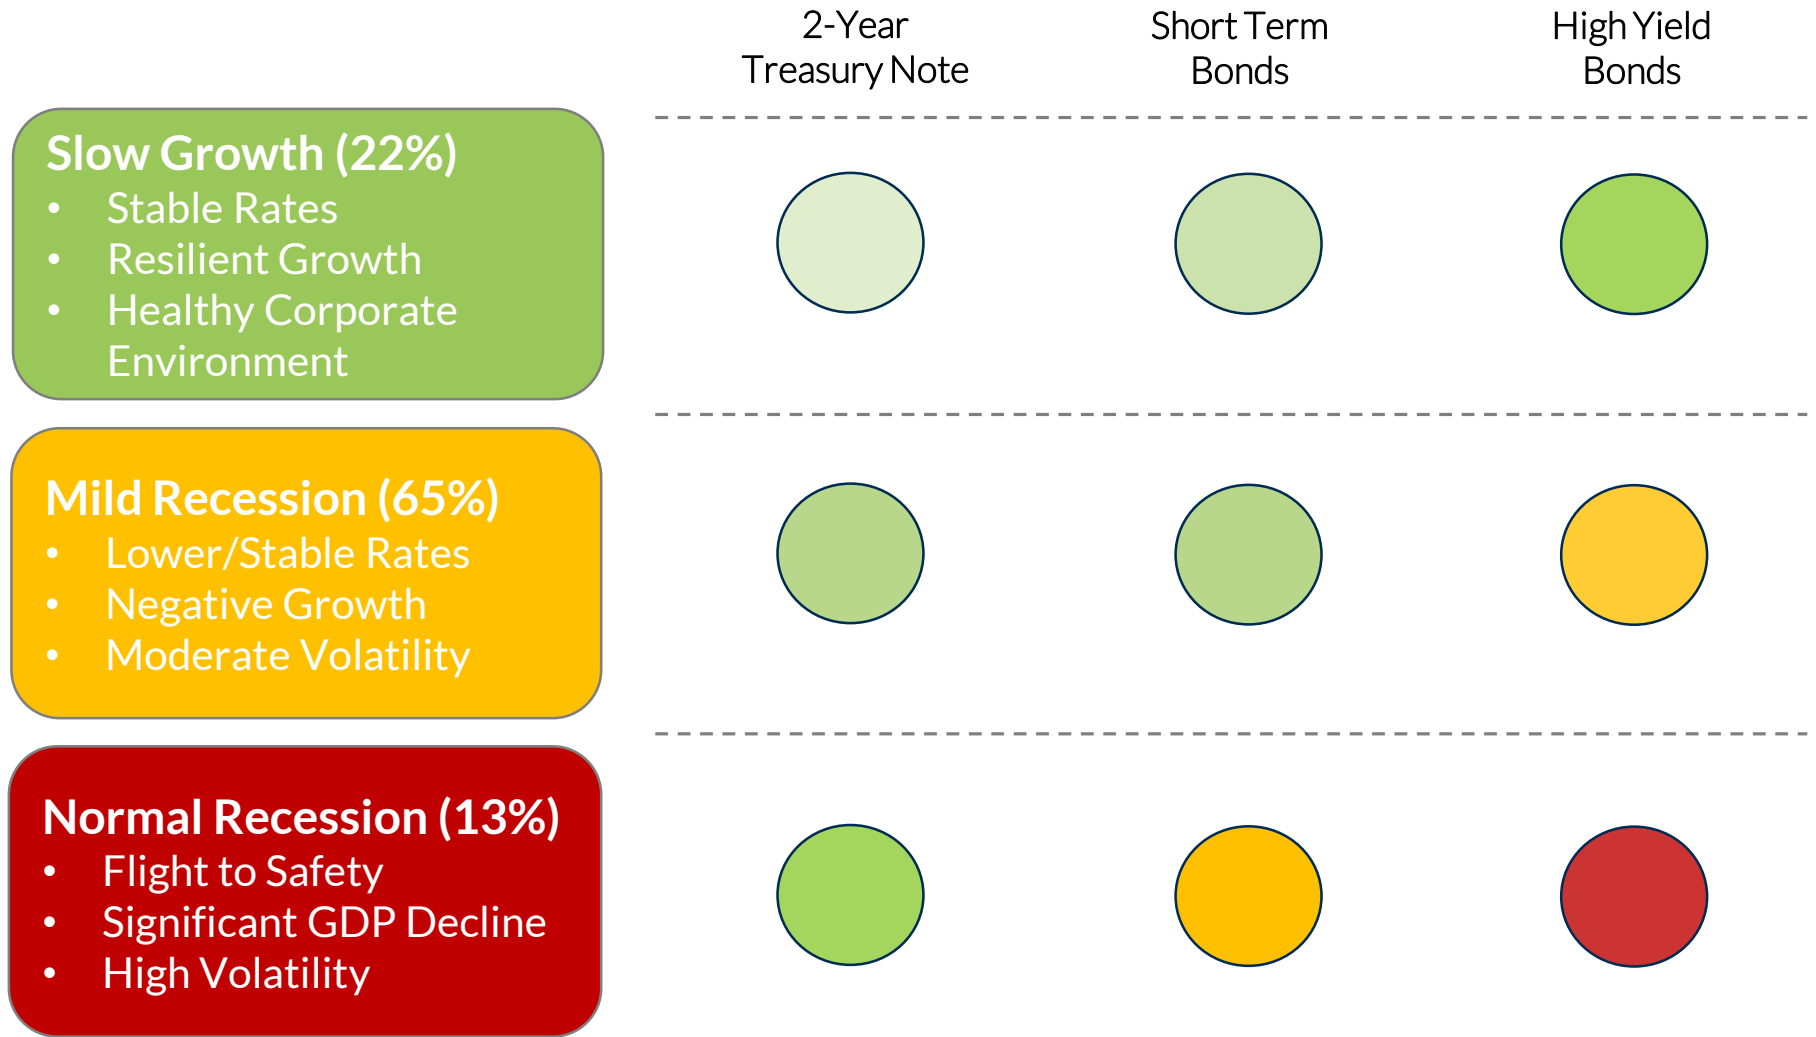 2-Year
Treasury Note
Short Term
Bonds
High Yield
Bonds
Slow Growth (22%)
• Stable Rates
• Resilient Growth
• Healthy Corporate
Environment
Mild Recession (65%)
• Lower/Stable Rates
• Negative Growth
• Moderate Volatility
Normal Recession (13%)
• Flight to Safety
• Significant GDP Decline
• High Volatility